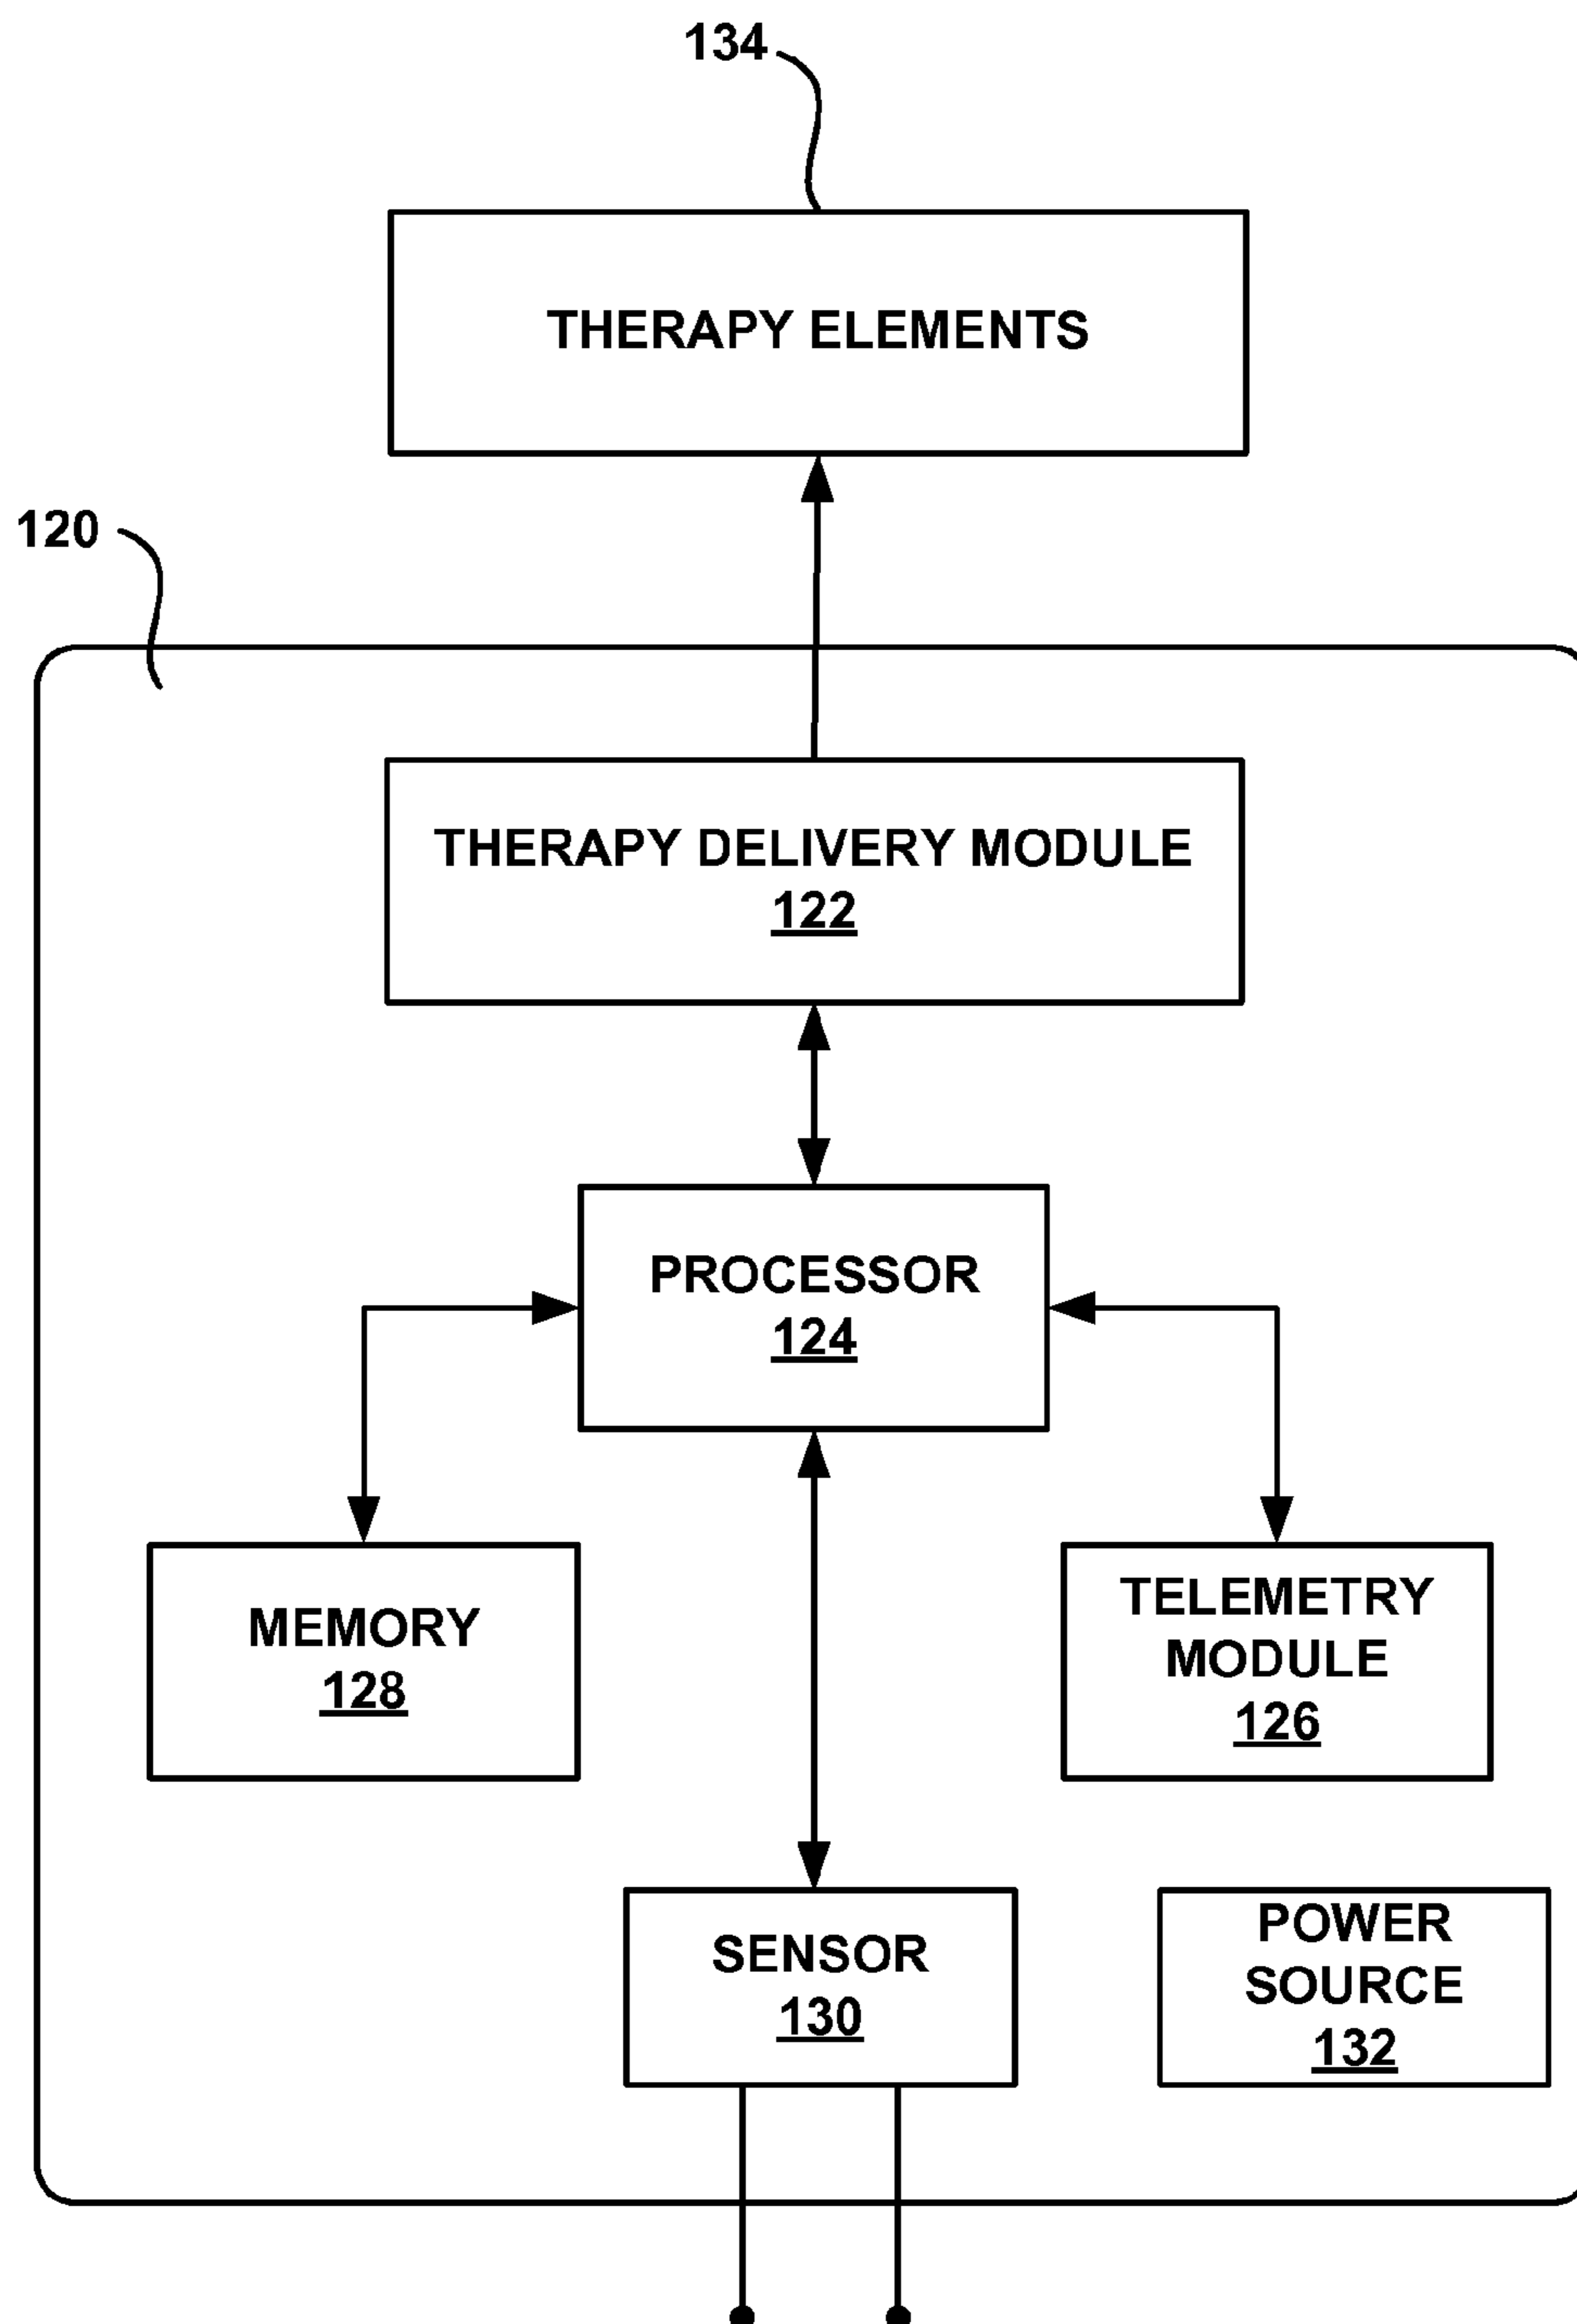 134
THERAPY ELEMENTS
120
THERAPY DELIVERY MODULE
122
PROCESSOR
124
MEMORY
128
TELEMETRY
MODULE
126
SENSOR
130
POWER
SOURCE
132